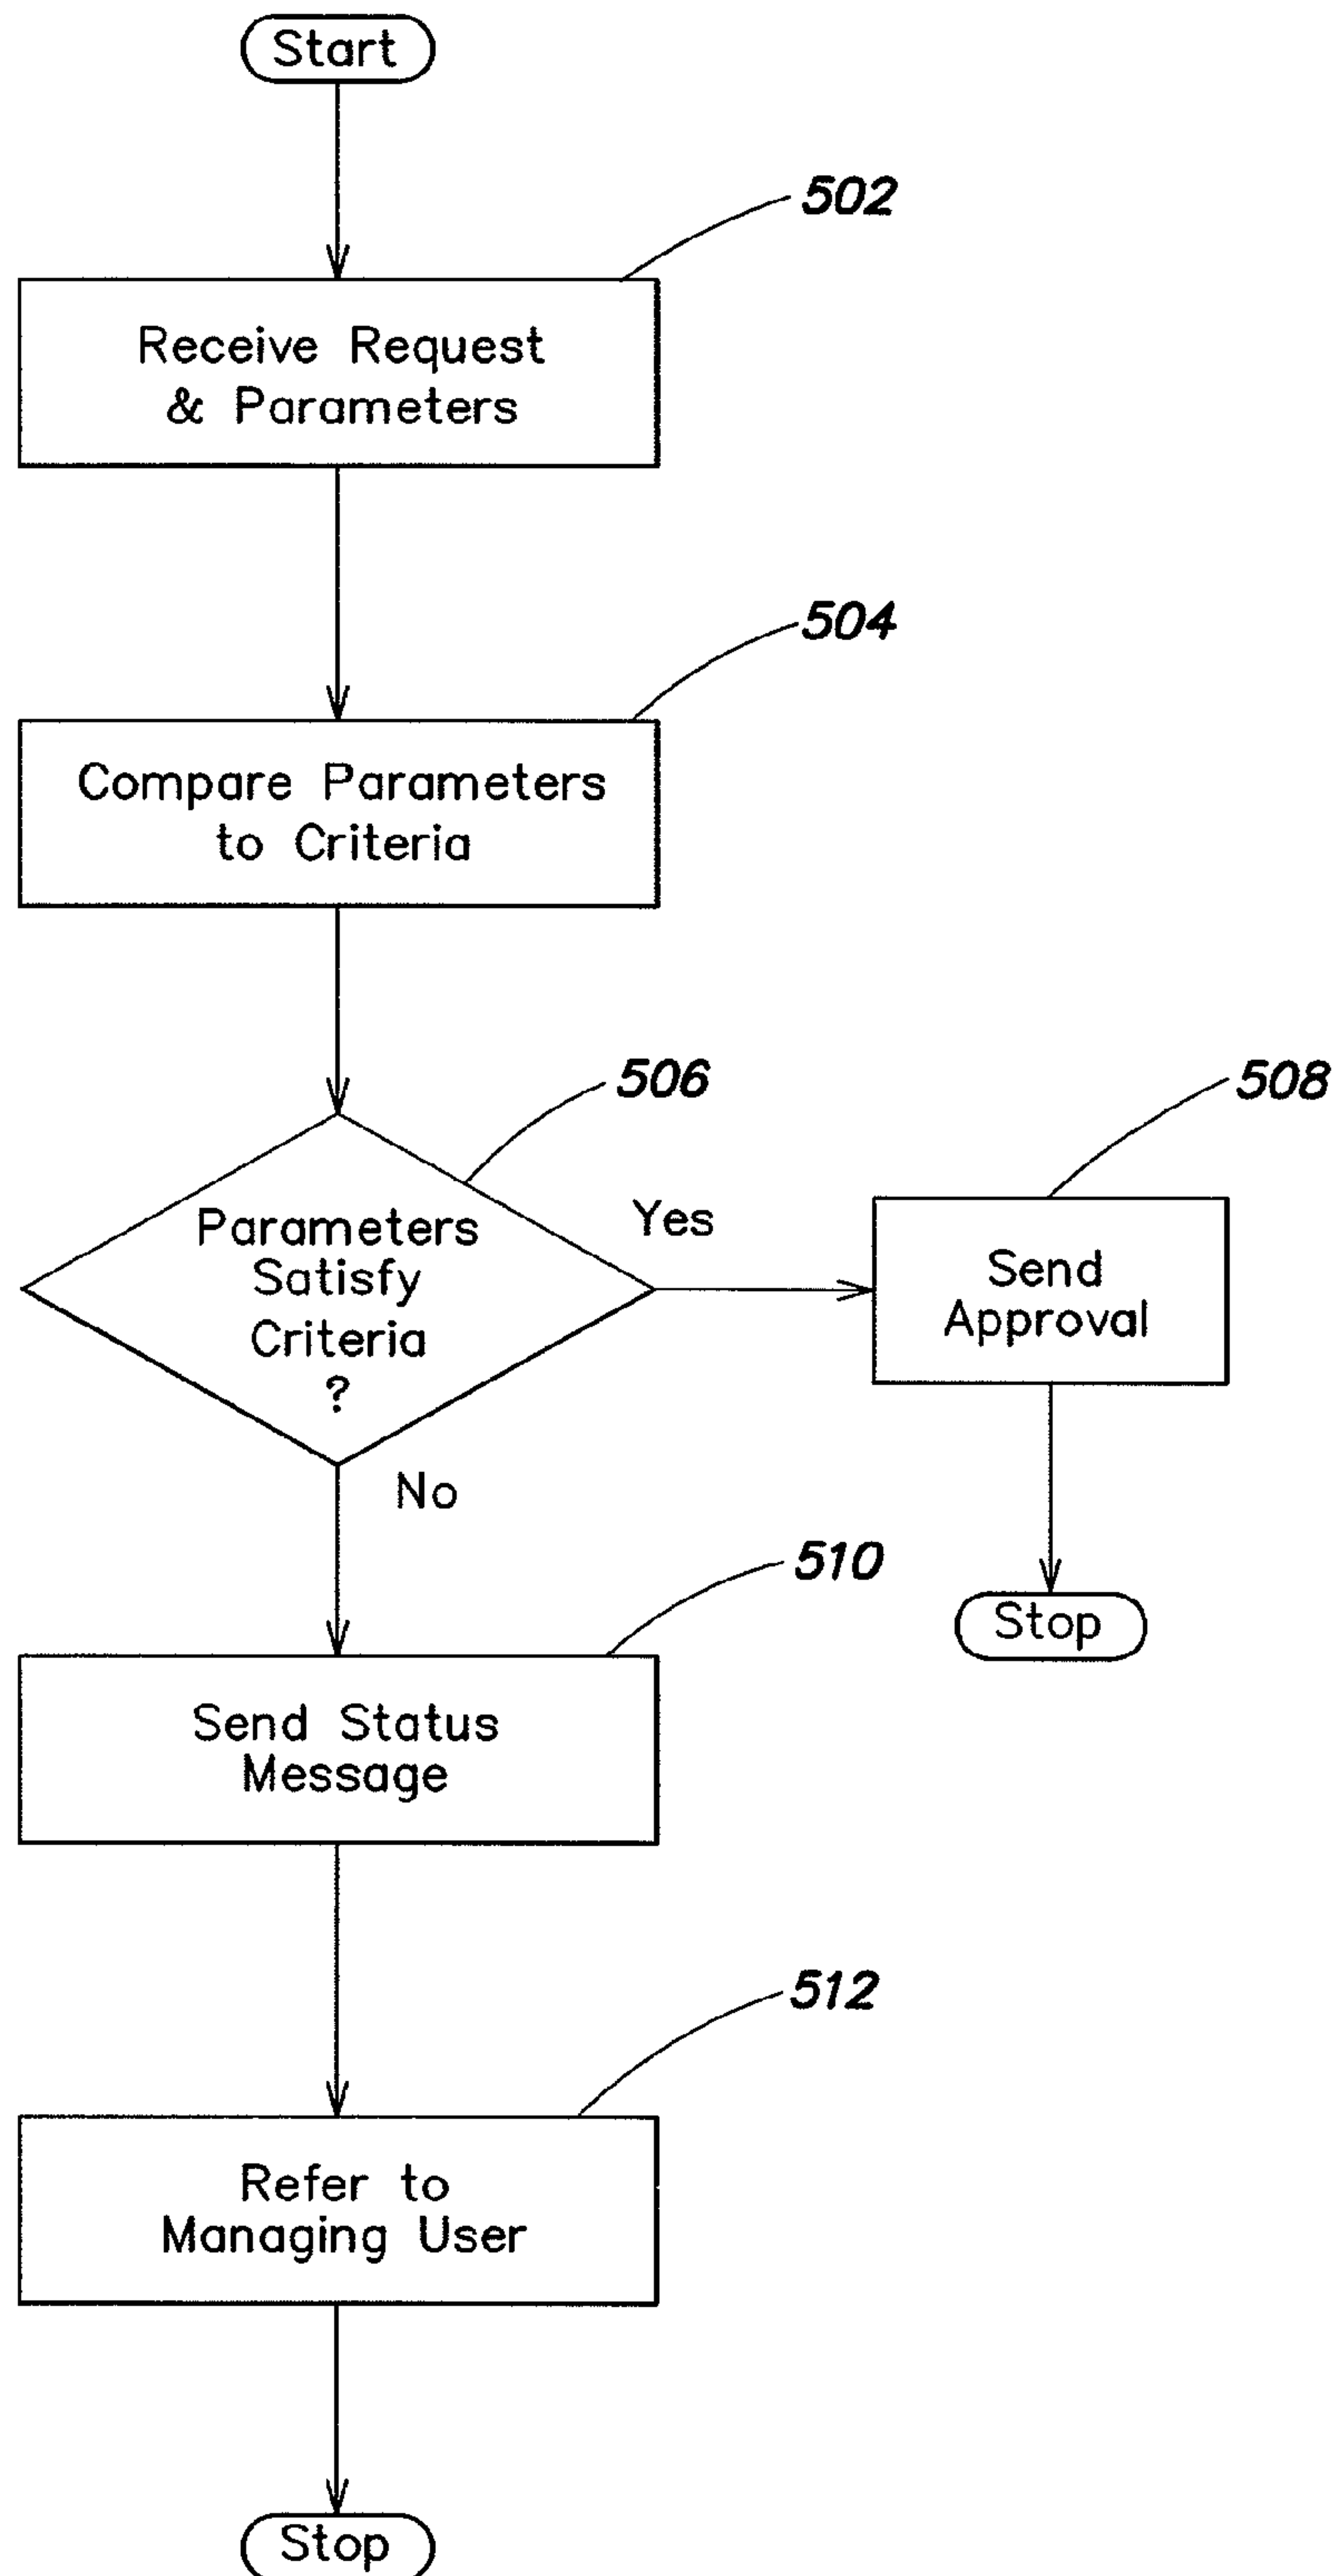 Start
502
Receive Request
& Parameters
504
Compare Parameters
to Criteria
506
508
Parameters
Satisfy
Criteria
?
Yes
Send
Approval
No
510
Stop
Send Status
Message
512
Refer to
Managing User
Stop